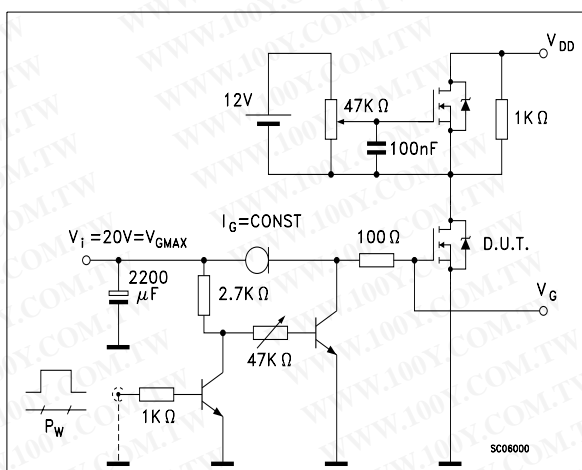 WWW.100Y.COM.TW
V_DD
12V
47K Ω
1K Ω
100nF
I_G=CONST
V_i =20V=V_GMAX
100Ω
D.U.T.
2200
μF
2.7K Ω
V_G
47K Ω
1K Ω
P_W
SC06000